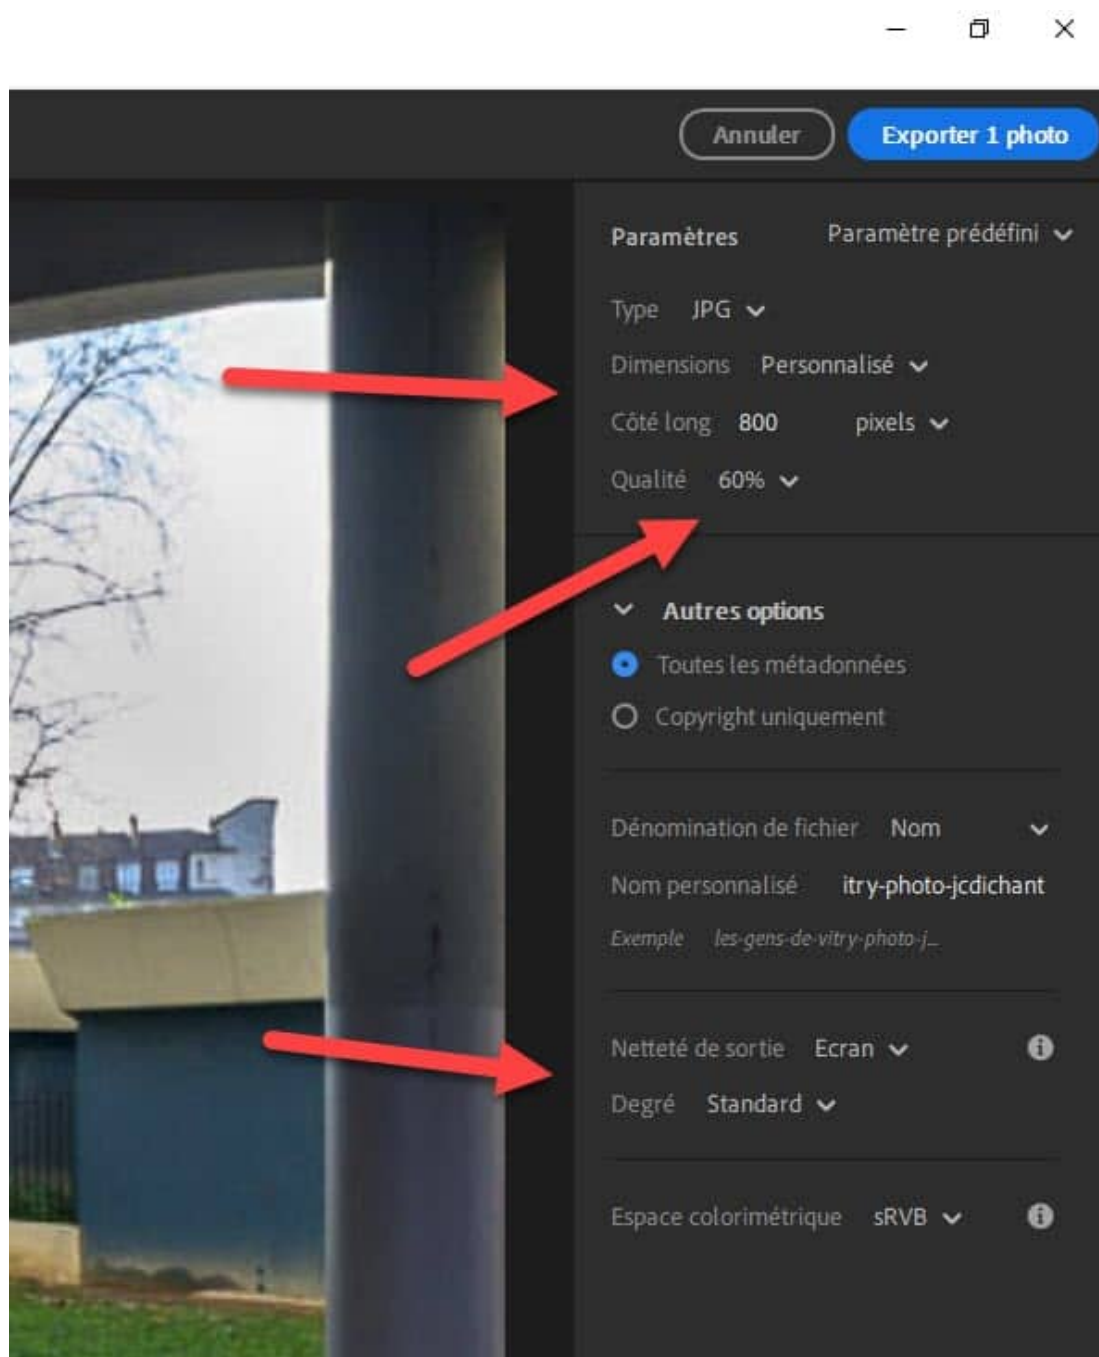 Annuler
Exporter 1 photo
Paramètres Paramètre prédéfini
Type JPG
Dimensions Personnalisé
Côté long 800 pixels
Qualité 60%
Autres options
Toutes les métadonnées
Copyright uniquement
Dénomination de fichier Nom
Nom personnalisé itry-photo-jcdichant
Exemple les-gens-de-vitry-photo-j...
Netteté de sortie Ecran
Degré Standard
Espace colorimétrique sRVB